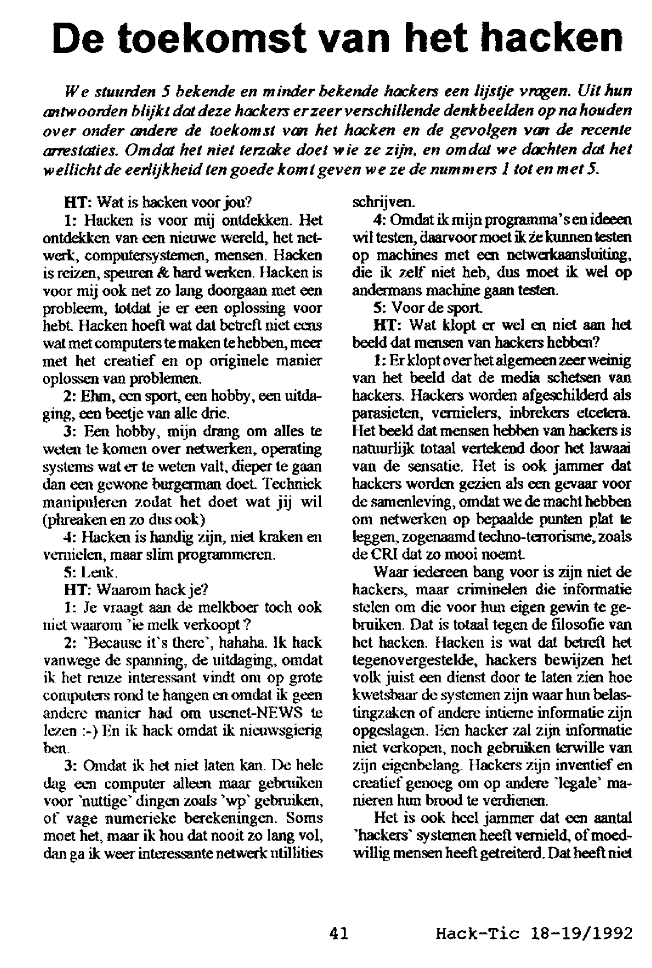 De toekomst van het hacken
We stuurden 5 bekende en minder bekende hackers een lijstje vragen. Uit hun
antwoorden blijkt dat deze hackers er zeer verschillende denkbeelden op na houden
over onder andere de toekomst van het hacken en de gevolgen van de recente
arrestaties. Omdat het niet terzake doet wie ze zijn, en omdat we dachten dat het
wellicht de eerlijkheid ten goede komt geven we ze de nummers 1 tot en met 5.
HT: Wat is hacken voor jou?
1: Hacken is voor mij ontdekken. Het
ontdekken van een nieuwe wereld, het net-
werk, computersystemen, mensen. Hacken
is reizen, speuren & hard werken. Hacken is
voor mij ook net zo lang doorgaan met een
probleem, totdat je er een oplossing voor
hebt. Hacken hoeft wat dat betreft niet eens
wat met computers te maken te hebben, meer
met het creatief en op originele manier
oplossen van problemen.
2: Ehm, een sport, een hobby, een uitda-
ging, een beetje van alle drie.
3: Een hobby, mijn drang om alles te
weten te komen over netwerken, operating
systems wat er te weten valt, dieper te gaan
dan een gewone burgerman doet. Techniek
manipuleren zodat het doet wat jij wil
(phreaken en zo dus ook)
4: Hacken is handig zijn, niet kraken en
vernielen, maar slim programmeren.
5: Leuk.
HT: Waarom hack je?
1: Je vraagt aan de melkboer toch ook
niet waarom 'ie melk verkoopt ?
2: `Because it's there', hahaha. Ik hack
vanwege de spanning, de uitdaging, omdat
ik het reuze interessant vindt om op grote
computers rond te hangen en omdat ik geen
andere manier had om usenet-NEWS te
lezen :-) En ik hack omdat ik nieuwsgierig
ben.
3: Omdat ik het niet laten kan. De hele
dag een computer alleen maar gebruiken
voor `nuttige' dingen zoals `wp' gebruiken,
of vage numerieke berekeningen. Soms
moet het, maar ik hou dat nooit zo lang vol,
dan ga ik weer interessante netwerk utillities
schrijven.
4: Omdat ik mijn programma's en ideeen
wil testen, daarvoor moet ik ze kunnen testen
op machines met een netwerkaansluiting,
die ik zelf niet heb, dus moet ik wel op
andermans machine gaan testen.
5: Voor de sport.
HT: Wat klopt er wel en niet aan het
beeld dat mensen van hackers hebben?
1: Er klopt over het algemeen zeer weinig
van het beeld dat de media schetsen van
hackers. Hackers worden afgeschilderd als
parasieten, vernielers, inbrekers etcetera.
Het beeld dat mensen hebben van hackers is
natuurlijk totaal vertekend door het lawaai
van de sensatie. Het is ook jammer dat
hackers worden gezien als een gevaar voor
de samenleving, omdat we de macht hebben
om netwerken op bepaalde punten plat te
leggen, zogenaamd techno-terrorisme, zoals
de CRI dat zo mooi noemt.
Waar iedereen bang voor is zijn niet de
hackers, maar criminelen die informatie
stelen om die voor hun eigen gewin te ge-
bruiken. Dat is totaal tegen de filosofie van
het hacken. Hacken is wat dat betreft het
tegenovergestelde, hackers bewijzen het
volk juist een dienst door te laten zien hoe
kwetsbaar de systemen zijn waar hun belas-
tingzaken of andere intieme informatie zijn
opgeslagen. Een hacker zal zijn informatie
niet verkopen, noch gebruiken terwille van
zijn eigenbelang. Hackers zijn inventief en
creatief genoeg om op andere `legale' ma-
nieren hun brood te verdienen.
Het is ook heel jammer dat een aantal
'hackers' systemen heeft vernield, of moed-
willig mensen heeft getreiterd. Dat heeft niet
41 Hack-Tic 18-19/1992